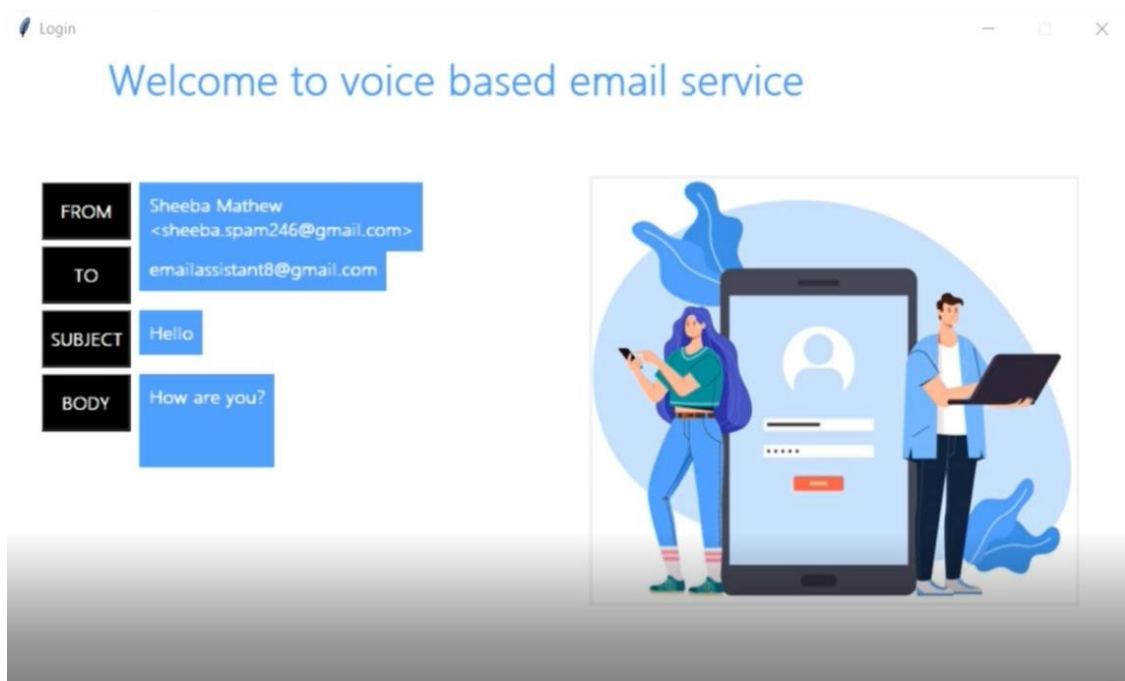 Login
Welcome to voice based email service
FROM
Sheeba Mathew
<sheeba.spam246@gmail.com>
TO
emailassistant8@gmail.com
SUBJECT
Hello
BODY
How are you?